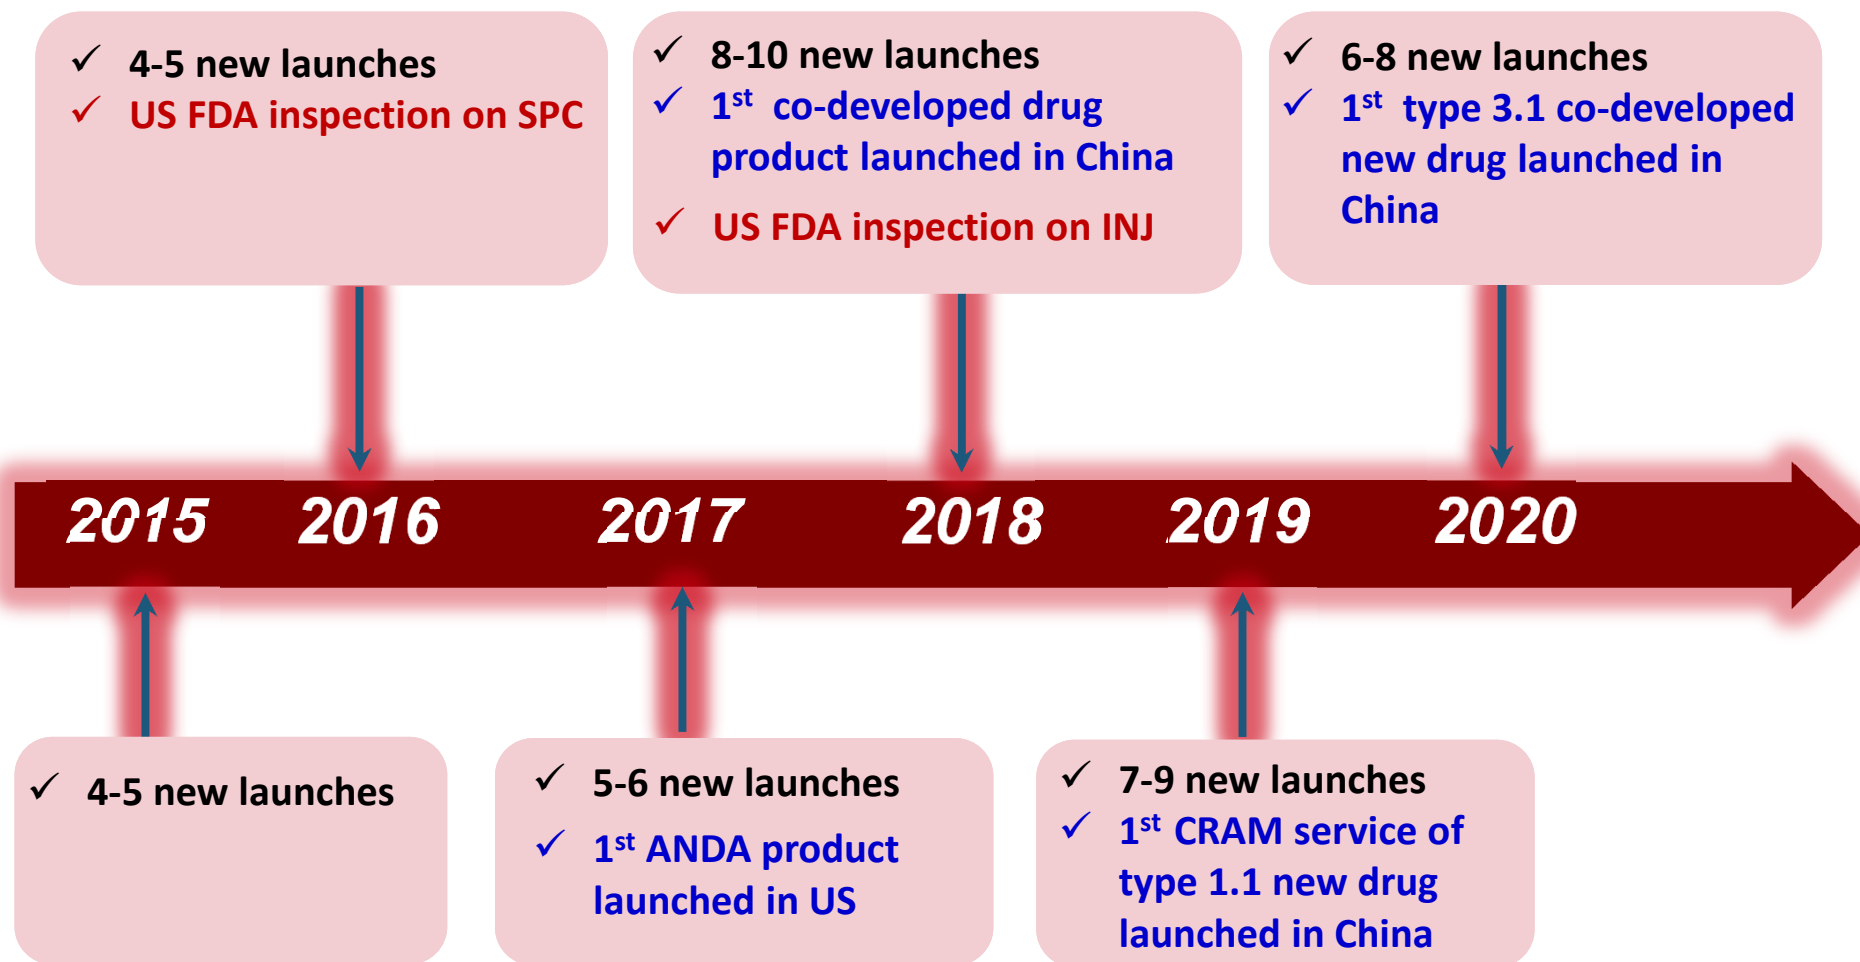 ✓ 4-5 new launches
✓ US FDA inspection on SPC
✓ 8-10 new launches
✓ 1st co-developed drug
product launched in China
✓ US FDA inspection on INJ
✓ 6-8 new launches
✓ 1st type 3.1 co-developed
new drug launched in
China
2015 2016 2017 2018 2019 2020
✓ 4-5 new launches
✓ 5-6 new launches
✓ 1st ANDA product
launched in US
✓ 7-9 new launches
✓ 1st CRAM service of
type 1.1 new drug
launched in China